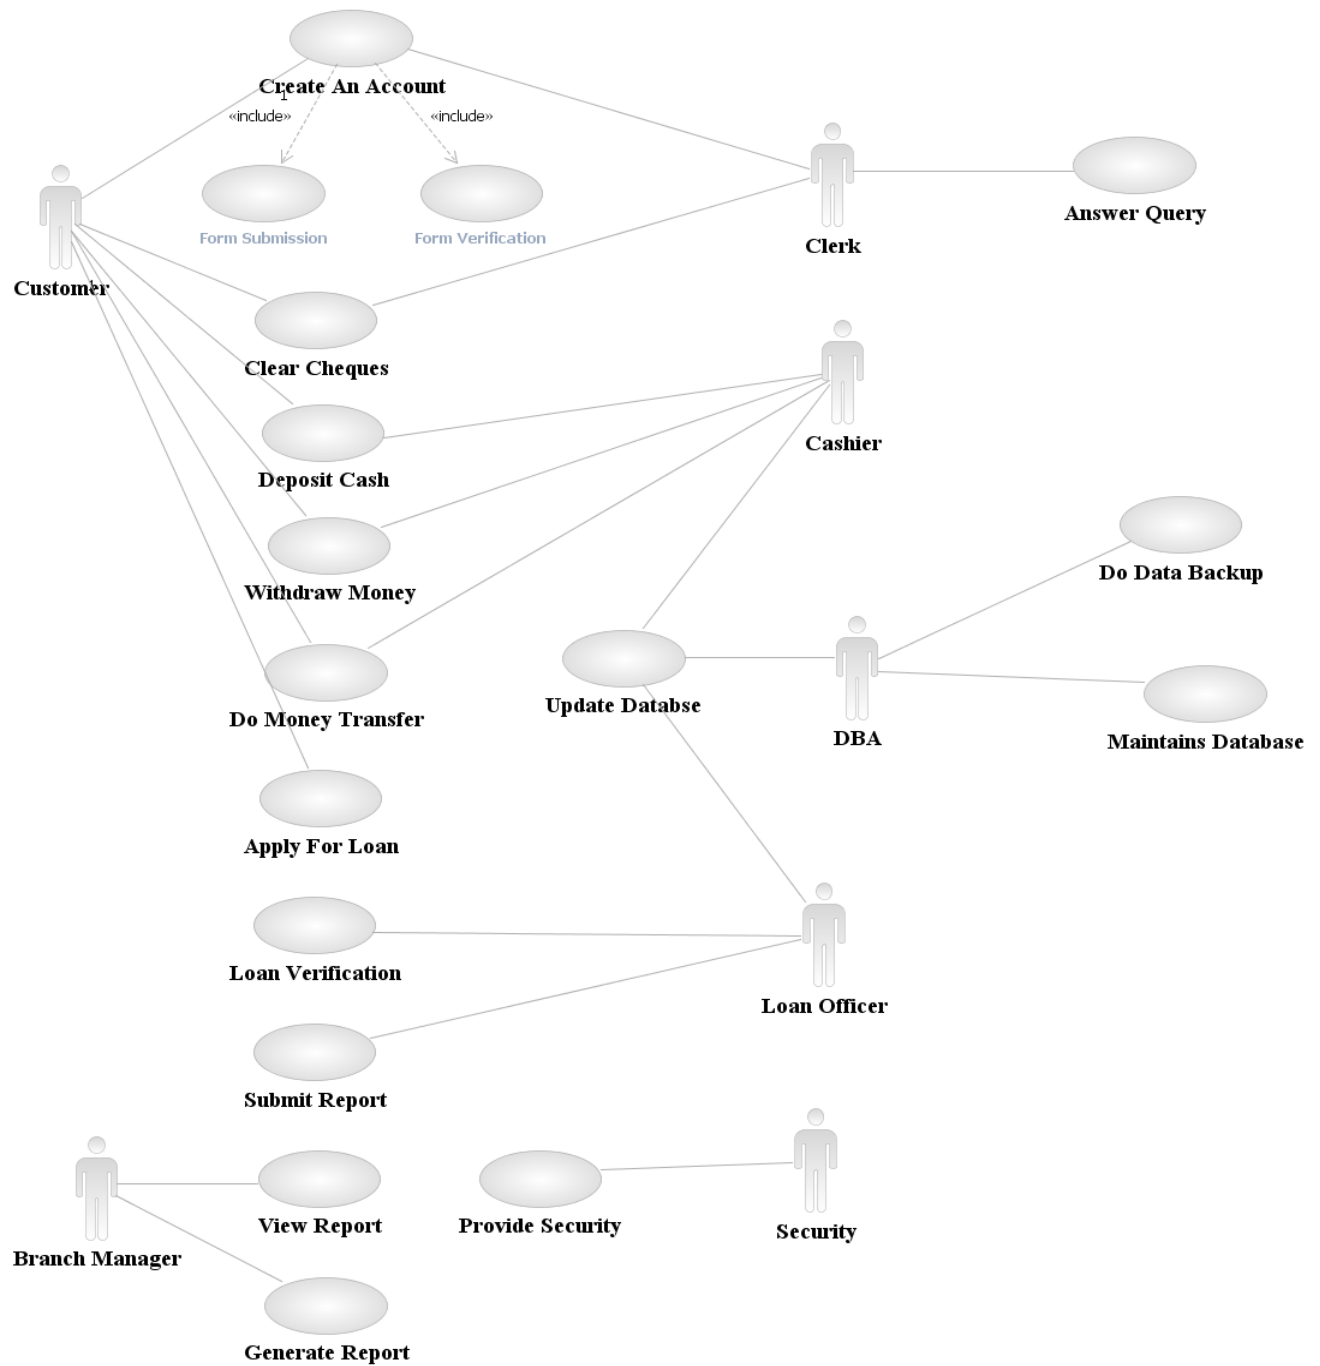 Create An Account
1
«include»
«include»
Form Submission
Form Verification
Clerk
Answer Query
Customer
Clear Cheques
Cashier
Deposit Cash
Do Data Backup
Withdraw Money
Update Databse
Do Money Transfer
DBA
Maintains Database
Apply For Loan
Loan Verification
Loan Officer
Submit Report
View Report
Provide Security
Security
Branch Manager
Generate Report